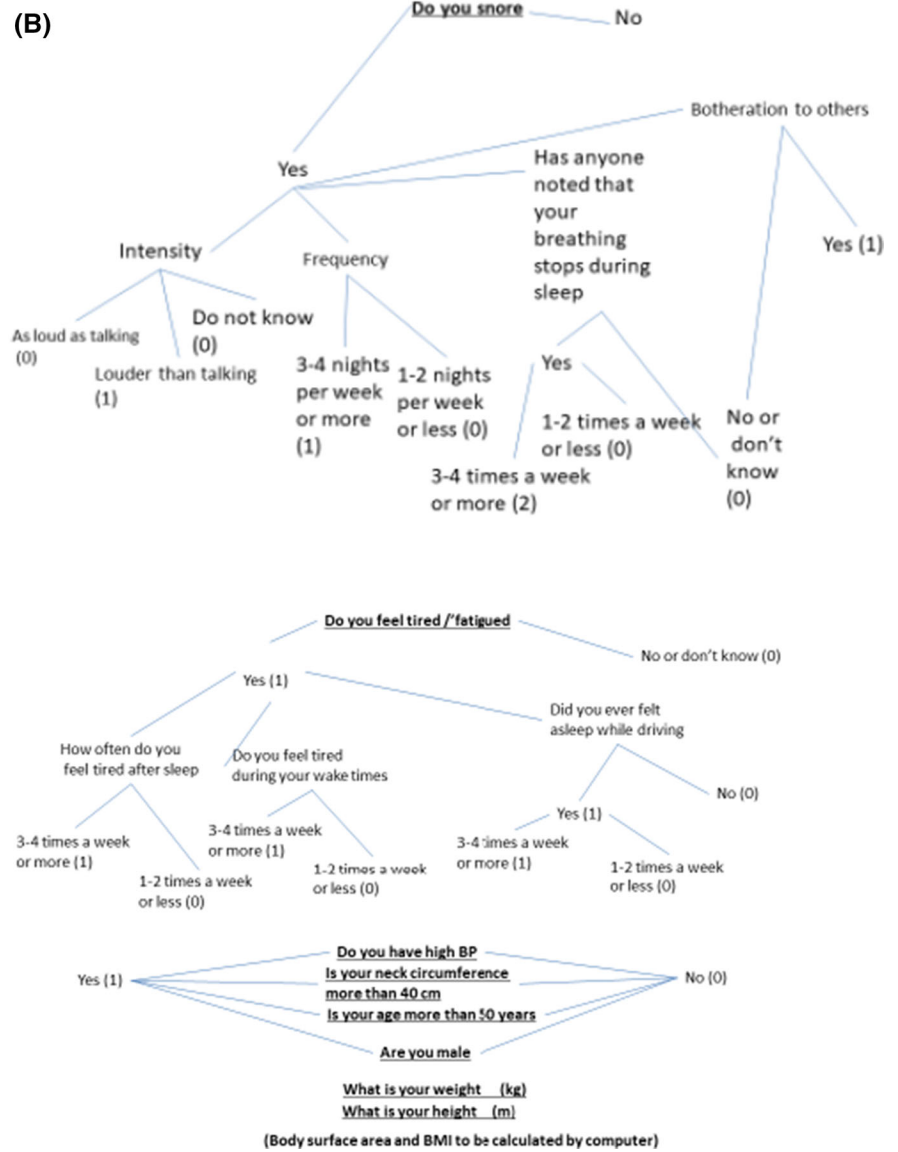 (B)
Do you snore
No
Botheration to others
Yes
Has anyone
noted that
your
breathing
stops during
sleep
Yes (1)
Intensity
Frequency
Do not know
(0)
As loud as talking
(0)
Louder than talking
(1)
3-4 nights
per week
or more
(1)
1-2 nights
per week
or less (0)
Yes
1-2 times a week
or less (0)
3-4 times a week
or more (2)
No or
don't
know
(0)
Do you feel tired /'fatigued
No or don't know (0)
Yes (1)
Did you ever felt
asleep while driving
How often do you
feel tired after sleep
Do you feel tired
during your wake times
No (0)
Yes (1)
3-4 times a week
or more (1)
1-2 times a week
or less (0)
3-4 times a week
or more (1)
1-2 times a week
or less (0)
3-4 times a week
or more (1)
1-2 times a week
or less (0)
Do you have high BP
Yes (1)
Is your neck circumference
more than 40 cm
No (0)
Is your age more than 50 years
Are you male
What is your weight (kg)
What is your height (m)
(Body surface area and BMI to be calculated by computer)